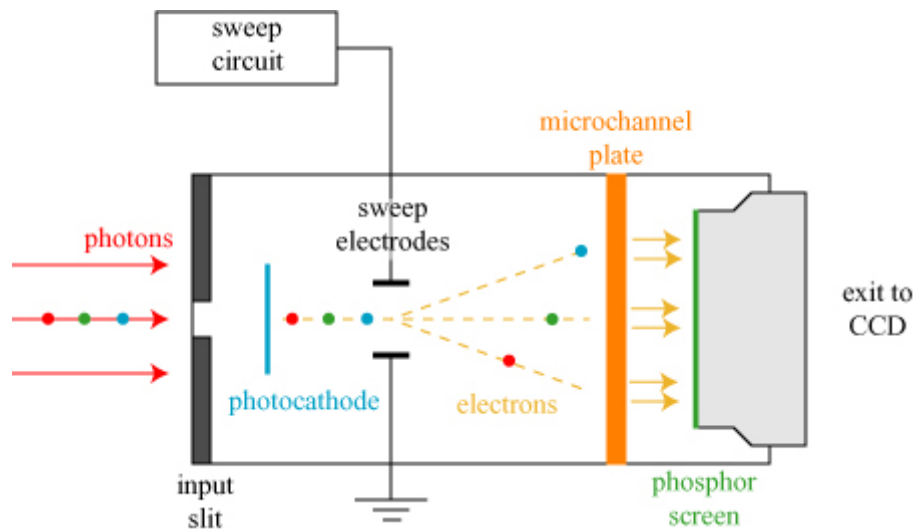 sweep
circuit
microchannel
plate
sweep
electrodes
photons
exit to
CCD
photocathode
electrons
input
slit
phosphor
screen